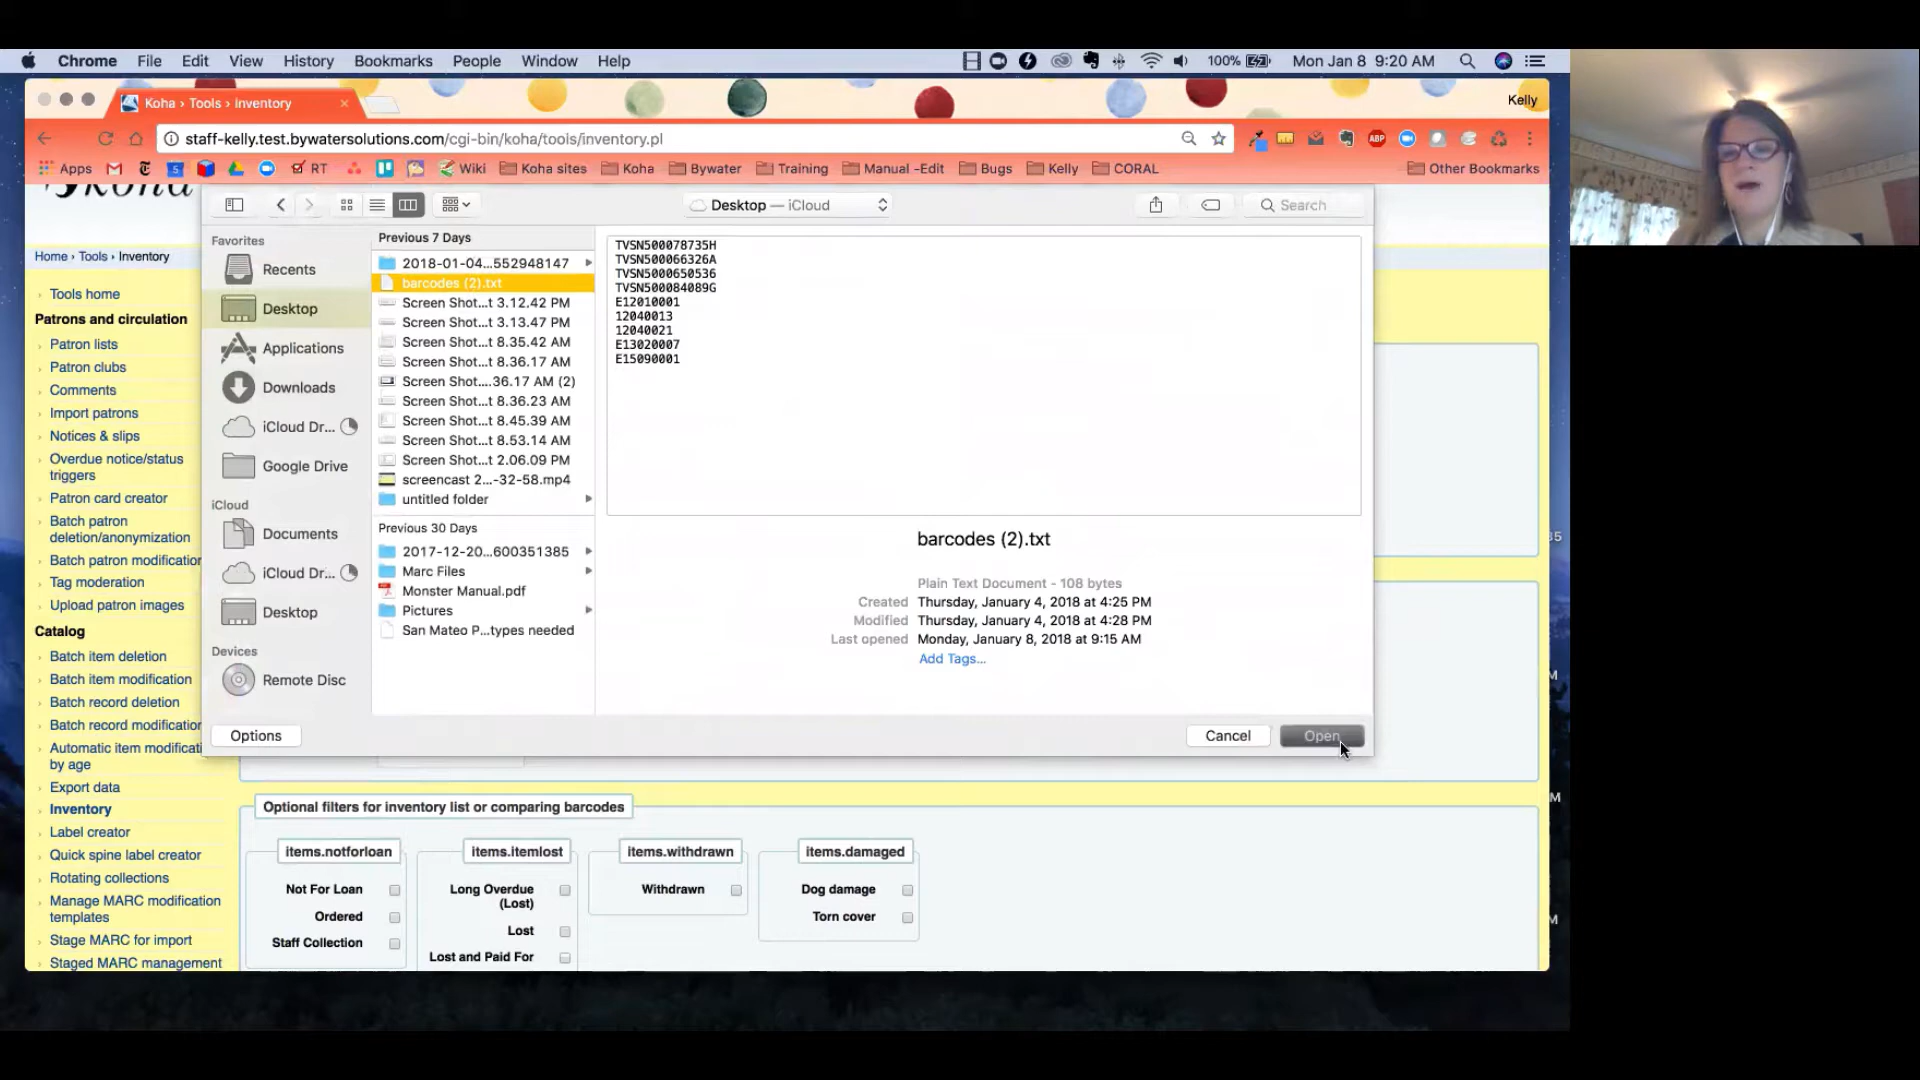 Chrome File Edit View History Bookmarks People Window Help 100% Mon Jan 8 9:20 AM
Koha › Tools › Inventory
Kelly
staff-kelly.test.bywatersolutions.com/cgi-bin/koha/tools/inventory.pl
Apps RT Wiki Koha sites Koha Bywater Training Manual -Edit Bugs Kelly CORAL Other Bookmarks
koha
Desktop — iCloud
Search
Home › Tools › Inventory
Tools home
Patrons and circulation
Patron lists
Patron clubs
Comments
Import patrons
Notices & slips
Overdue notice/status
triggers
Patron card creator
Batch patron
deletion/anonymization
Batch patron modification
Tag moderation
Upload patron images
Catalog
Batch item deletion
Batch item modification
Batch record deletion
Batch record modification
Automatic item modificati
by age
Export data
Inventory
Label creator
Quick spine label creator
Rotating collections
Manage MARC modification
templates
Stage MARC for import
Staged MARC management
Favorites
Recents
Desktop
Applications
Downloads
iCloud Dr...
Google Drive
iCloud
Documents
iCloud Dr...
Desktop
Devices
Remote Disc
Options
Previous 7 Days
2018-01-04...552948147
barcodes (2).txt
Screen Shot...t 3.12.42 PM
Screen Shot...t 3.13.47 PM
Screen Shot...t 8.35.42 AM
Screen Shot...t 8.36.17 AM
Screen Shot....36.17 AM (2)
Screen Shot...t 8.36.23 AM
Screen Shot...t 8.45.39 AM
Screen Shot...t 8.53.14 AM
Screen Shot...t 2.06.09 PM
screencast 2...-32-58.mp4
untitled folder
Previous 30 Days
2017-12-20...600351385
Marc Files
Monster Manual.pdf
Pictures
San Mateo P...types needed
TVSN500078735H
TVSN500066326A
TVSN5000650536
TVSN500084089G
E12010001
12040013
12040021
E13020007
E15090001
barcodes (2).txt
Plain Text Document - 108 bytes
Created Thursday, January 4, 2018 at 4:25 PM
Modified Thursday, January 4, 2018 at 4:28 PM
Last opened Monday, January 8, 2018 at 9:15 AM
Add Tags...
Cancel Open
Optional filters for inventory list or comparing barcodes
items.notforloan
Not For Loan
Ordered
Staff Collection
items.itemlost
Long Overdue
(Lost)
Lost
Lost and Paid For
items.withdrawn
Withdrawn
items.damaged
Dog damage
Torn cover